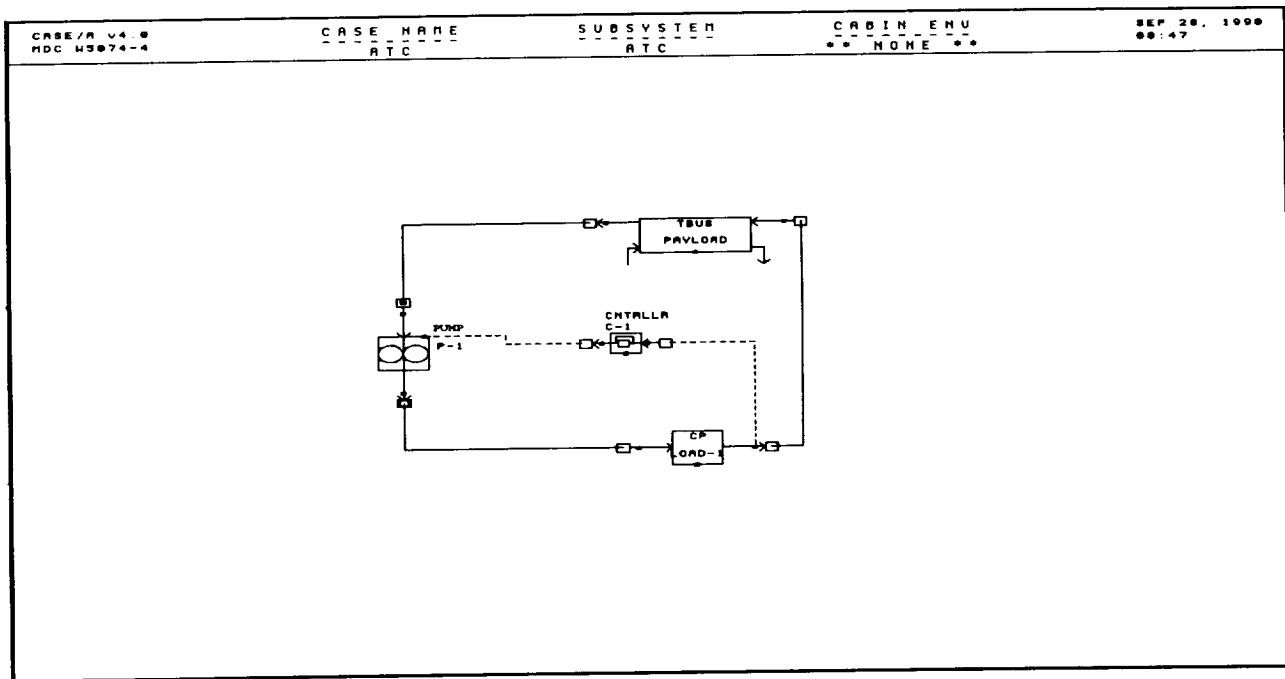 CASE/A V4.0
MDC W5074-4
CASE NAME
ATC
SUBSYSTEM
ATC
CABIN ENV
** NONE **
SEP 28, 1990
00:47
TBUS
PAYLOAD
PUMP
P-1
CNTRLLR
C-1
CP
LOAD-1